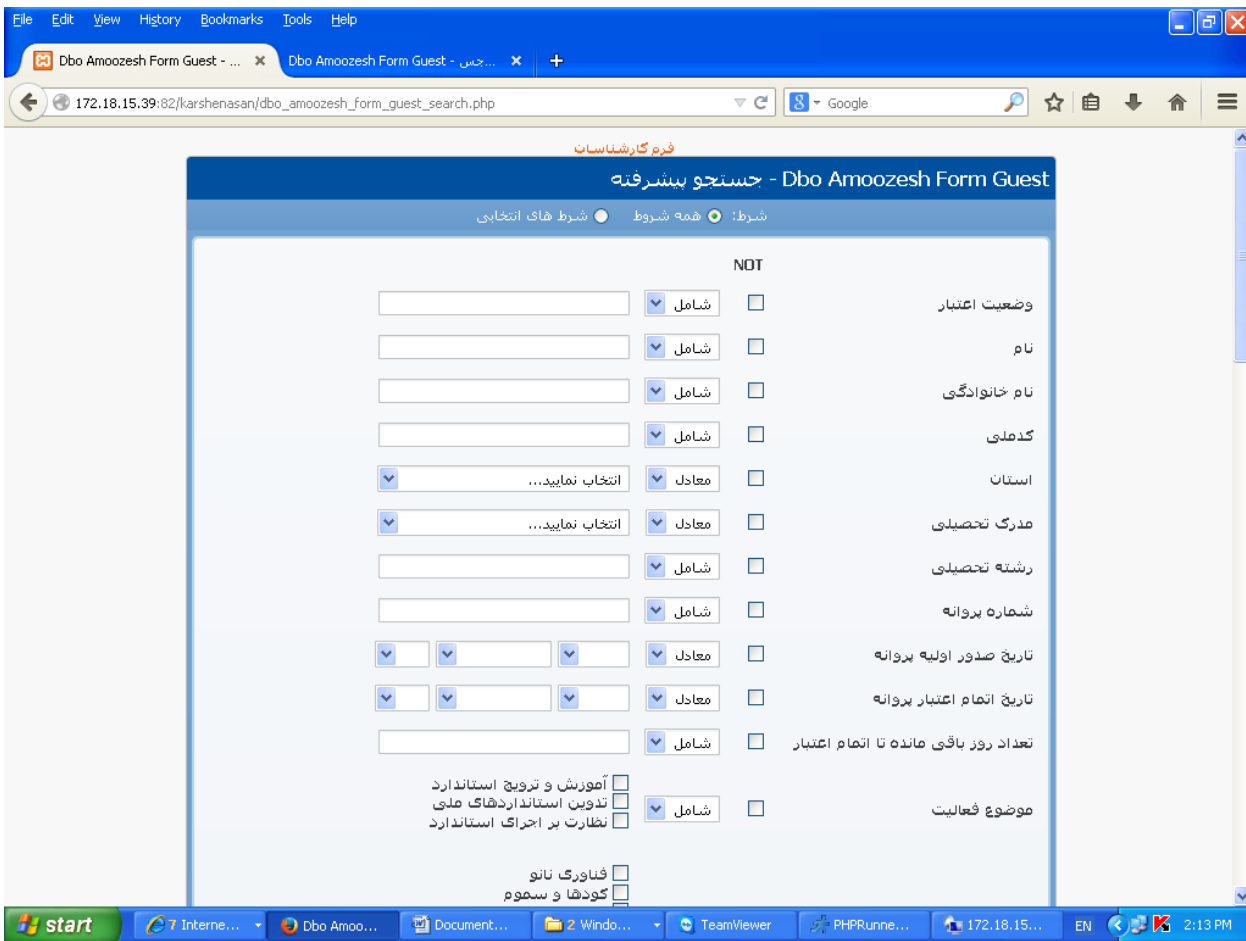 File Edit View History Bookmarks Tools Help
Dbo Amoozesh Form Guest - ...
Dbo Amoozesh Form Guest - جس...
172.18.15.39:82/karshenasan/dbo_amoozesh_form_guest_search.php
Google
فرم کارشناسان
Dbo Amoozesh Form Guest - جستجو پیشرفته
شرط: همه شروط شرط های انتخابی
NOT
وضعیت اعتبار شامل
نام شامل
نام خانوادگی شامل
کدملی شامل
استان معادل انتخاب نمایید...
مدرک تحصیلی معادل انتخاب نمایید...
رشته تحصیلی شامل
شماره پروانه شامل
تاریخ صدور اولیه پروانه معادل
تاریخ اتمام اعتبار پروانه معادل
تعداد روز باقی مانده تا اتمام اعتبار شامل
موضوع فعالیت شامل
آموزش و ترویج استاندارد
تدوین استانداردهای ملی
نظارت بر اجرای استاندارد
فناوری نانو
کودها و سموم
start 7 Interne... Dbo Amoo... Document... 2 Windo... TeamViewer PHPRunne... 172.18.15... EN 2:13 PM